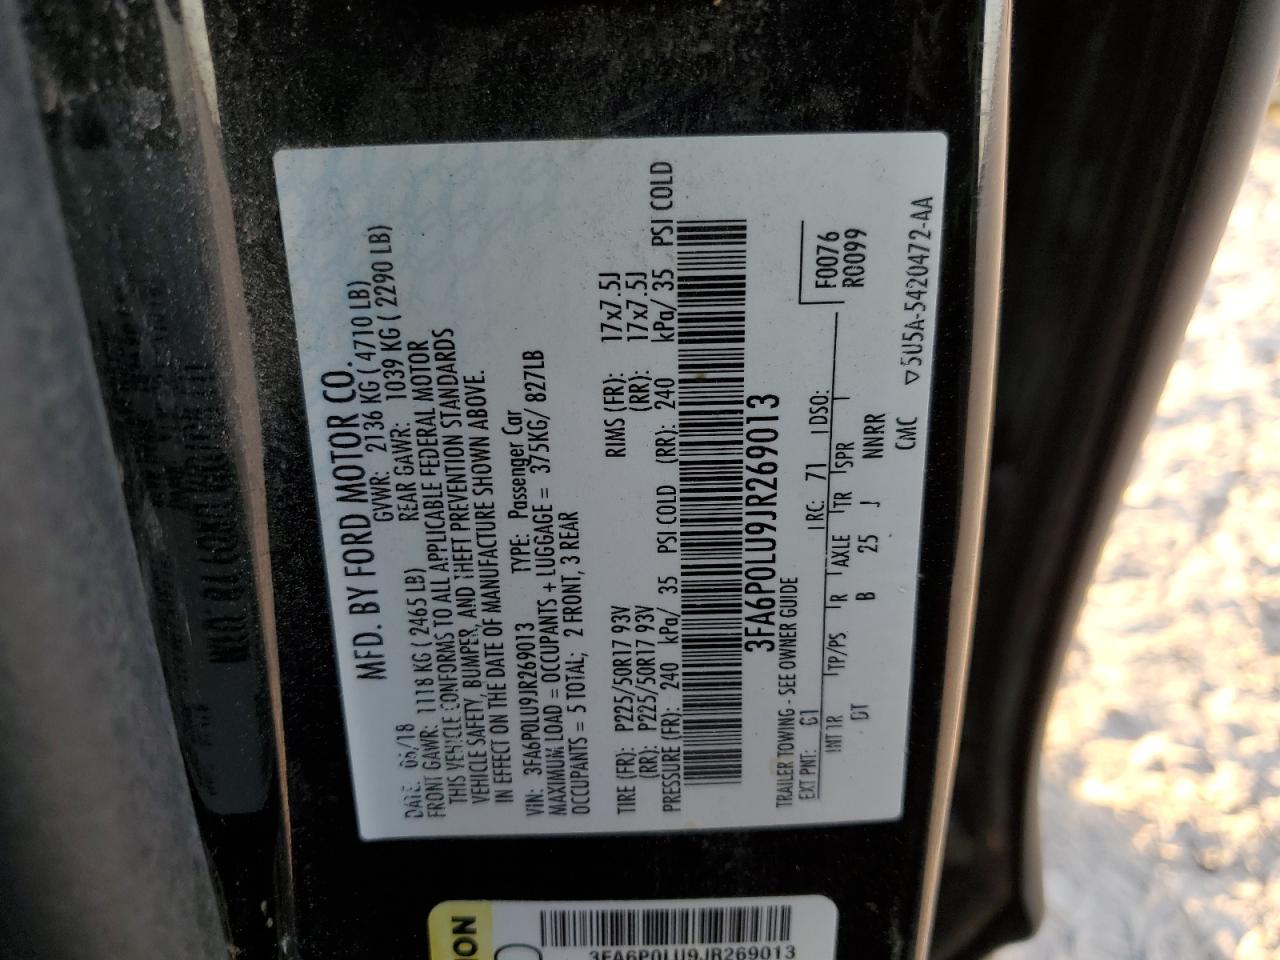 MFD. BY FORD MOTOR CO.
DATE: 06/18 GVWR: 2136 KG ( 4710 LB)
FRONT GAWR: 1118 KG ( 2465 LB) REAR GAWR: 1039 KG ( 2290 LB)
THIS VEHICLE CONFORMS TO ALL APPLICABLE FEDERAL MOTOR
VEHICLE SAFETY, BUMPER, AND THEFT PREVENTION STANDARDS
IN EFFECT ON THE DATE OF MANUFACTURE SHOWN ABOVE.
VIN: 3FA6P0LU9JR269013 TYPE: Passenger Car
MAXIMUM LOAD = OCCUPANTS + LUGGAGE = 375KG/ 827LB
OCCUPANTS = 5 TOTAL; 2 FRONT, 3 REAR
TIRE (FR): P225/50R17 93V RIMS (FR): 17x7.5J
(RR): P225/50R17 93V (RR): 17x7.5J
PRESSURE (FR): 240 kPa/ 35 PSI COLD (RR): 240 kPa/ 35 PSI COLD
3FA6P0LU9JR269013
TRAILER TOWING - SEE OWNER GUIDE
F0076
R0099
EXT PNT: G1 RC: 71 DSO:
INT TR TP/PS R AXLE TR SPR
DT B 25 J NNRR
CMC
▽5U5A-5420472-AA
ION
3FA6P0LU9JR269013